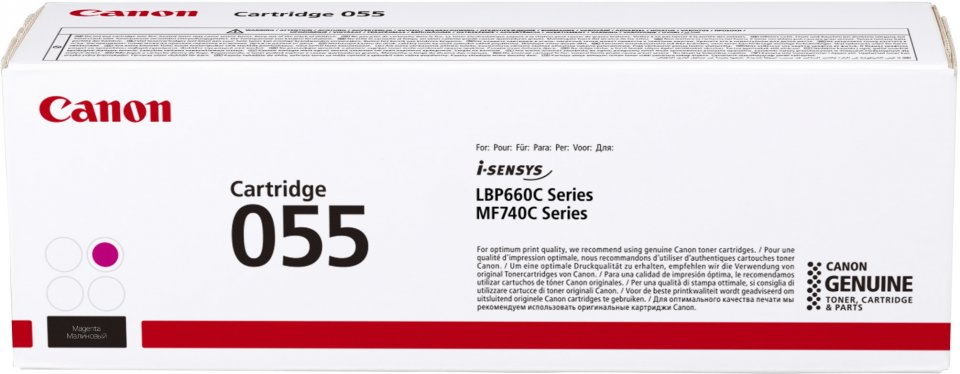 Canon Cartridge 055
Canon
For: Pour: Für: Para: Per: Voor: Для:
i-SENSYS
LBP660C Series
MF740C Series
Cartridge
055
For optimum print quality, we recommend using genuine Canon toner cartridges. / Pour une
qualité d'impression optimale, nous recommandons d'utiliser d'authentiques cartouches toner
Canon. / Um eine optimale Druckqualität zu erhalten, empfehlen wir die Verwendung von
original Tonercartridges von Canon. / Para una calidad de impresión óptima, le recomendamos
utilizar cartuchos de tóner Canon originales. / Per una qualità di stampa ottimale, si consiglia di
utilizzare cartucce di toner originali Canon. / Voor de beste printkwaliteit wordt geadviseerd om
uitsluitend originele Canon cartridges te gebruiken. / Для оптимального качества печати мы
рекомендуем использовать оригинальные картриджи Canon.
CANON
GENUINE
TONER, CARTRIDGE
& PARTS
Magenta
Малиновый